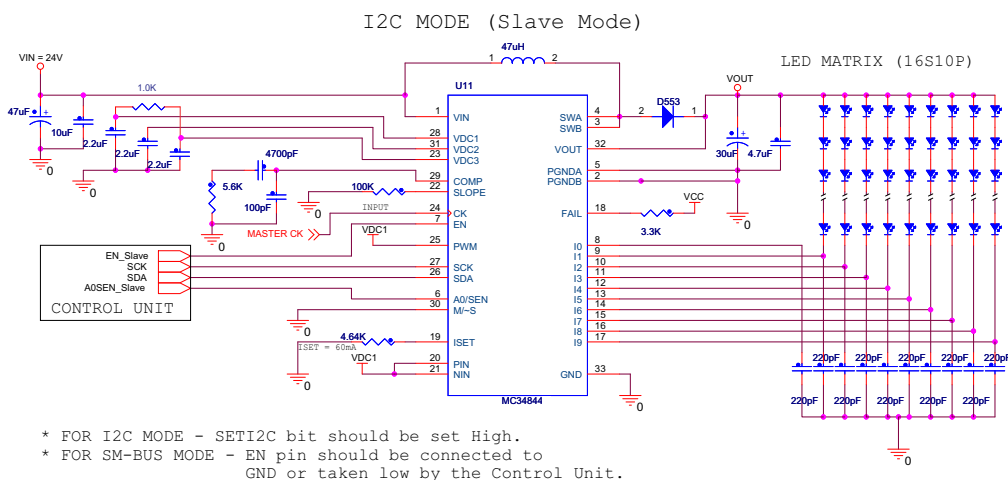 I2C MODE (Slave Mode)
47uH
1 2
VIN = 24V
LED MATRIX (16S10P)
1.0K
47uF
+
10uF
2.2uF
2.2uF
2.2uF
0
0
U11
1 VIN
28 VDC1
31 VDC2
23 VDC3
29 COMP
22 SLOPE
24 CK
7 EN
25 PWM
27 SCK
26 SDA
6 A0/SEN
30 M/~S
19 ISET
20 PIN
21 NIN
SWA 4
SWB 3
VOUT 32
PGNDA 5
PGNDB 2
FAIL 18
I0 8
I1 9
I2 10
I3 11
I4 12
I5 13
I6 14
I7 15
I8 16
I9 17
GND 33
MC34844
D553
2 1
VOUT
+
30uF
4.7uF
0
4700pF
5.6K
100pF
0
100K
0
INPUT
MASTER CK
VDC1
VCC
3.3K
EN_Slave
SCK
SDA
A0SEN_Slave
CONTROL UNIT
0
4.64K
ISET = 60mA
VDC1
0
0
220pF 220pF 220pF 220pF 220pF
220pF 220pF 220pF 220pF 220pF
0
* FOR I2C MODE - SETI2C bit should be set High.
* FOR SM-BUS MODE - EN pin should be connected to
GND or taken low by the Control Unit.